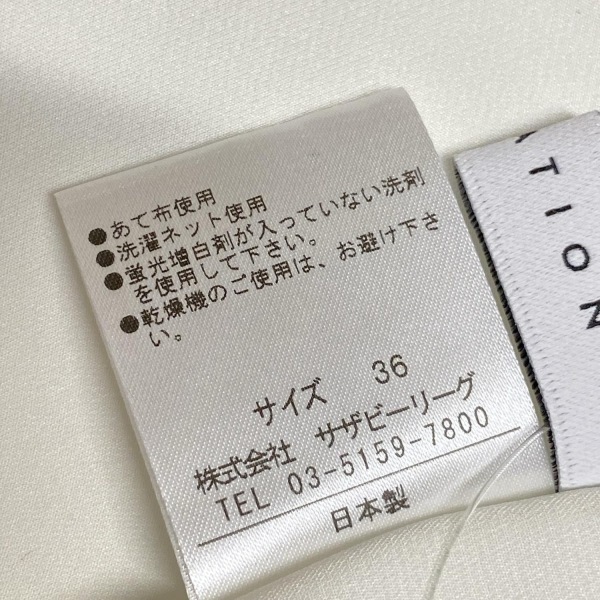 ●あて布使用
●洗濯ネット使用
●蛍光増白剤が入っていない洗剤
を使用して下さい。
●乾燥機のご使用は、お避け下さ
い。
サイズ 36
株式会社 サザビーリーグ
TEL 03-5159-7800
日本製
ATION